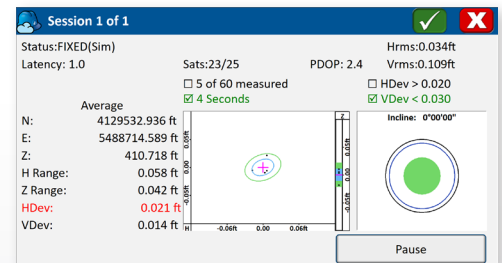 Session 1 of 1
Status:FIXED(Sim) Hrms:0.034ft
Latency: 1.0 Sats:23/25 PDOP: 2.4 Vrms:0.109ft
5 of 60 measured HDev > 0.020
Average 4 Seconds VDev < 0.030
N: 4129532.936 ft
E: 5488714.589 ft
Z: 410.718 ft
H Range: 0.058 ft
Z Range: 0.042 ft
HDev: 0.021 ft
VDev: 0.014 ft
0.05ft
0.00
-0.05ft
H -0.06ft 0.00 0.06ft
Z
0.05ft
0.00
-0.05ft
Incline: 0°00'00"
Pause